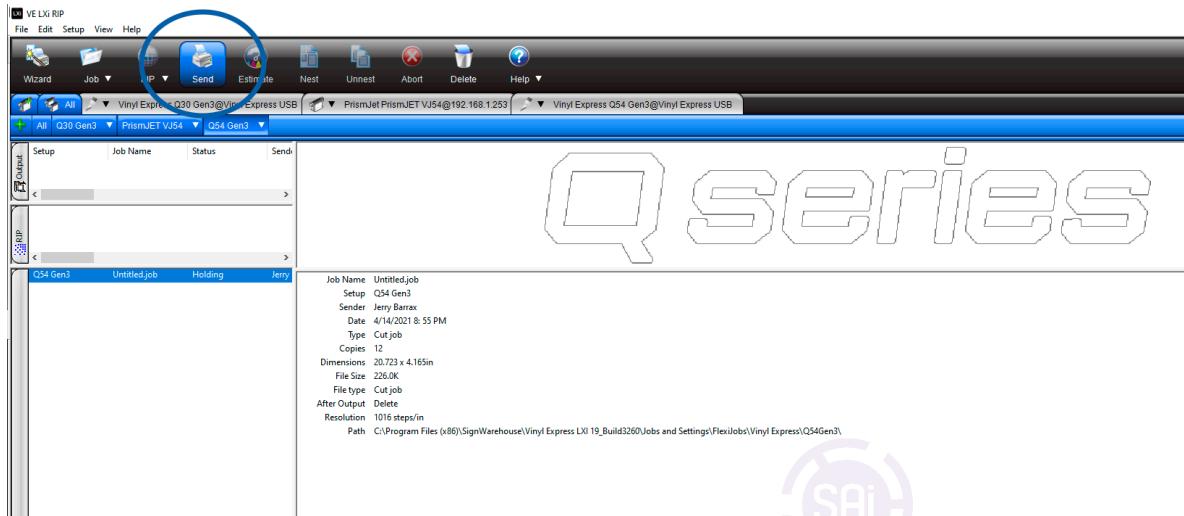 LXi VE LXi RIP
File Edit Setup View Help
Wizard Job ▼ RIP ▼ Send Estimate Nest Unnest Abort Delete Help ▼
All ▼ Vinyl Express Q30 Gen3@Vinyl Express USB ▼ PrismJet PrismJET VJ54@192.168.1.253 ▼ Vinyl Express Q54 Gen3@Vinyl Express USB
All Q30 Gen3 ▼ PrismJET VJ54 ▼ Q54 Gen3 ▼
Output
Setup Job Name Status Send
RIP
Q series
Q54 Gen3 Untitled.job Holding Jerry
Job Name Untitled.job
Setup Q54 Gen3
Sender Jerry Barrax
Date 4/14/2021 8: 55 PM
Type Cut job
Copies 12
Dimensions 20.723 x 4.165in
File Size 226.0K
File type Cut job
After Output Delete
Resolution 1016 steps/in
Path C:\Program Files (x86)\SignWarehouse\Vinyl Express LXI 19_Build3260\Jobs and Settings\FlexiJobs\Vinyl Express\Q54Gen3\
SAi